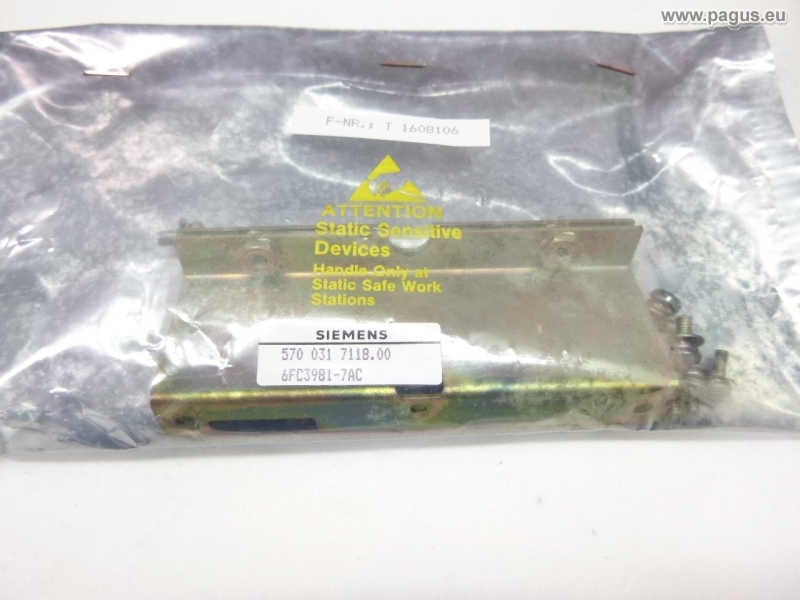 www.pagus.eu
F-NR.: T 1608106
ATTENTION
Static Sensitive
Devices
Handle Only at
Static Safe Work
Stations
SIEMENS
570 031 7118.00
6FC3981-7AC